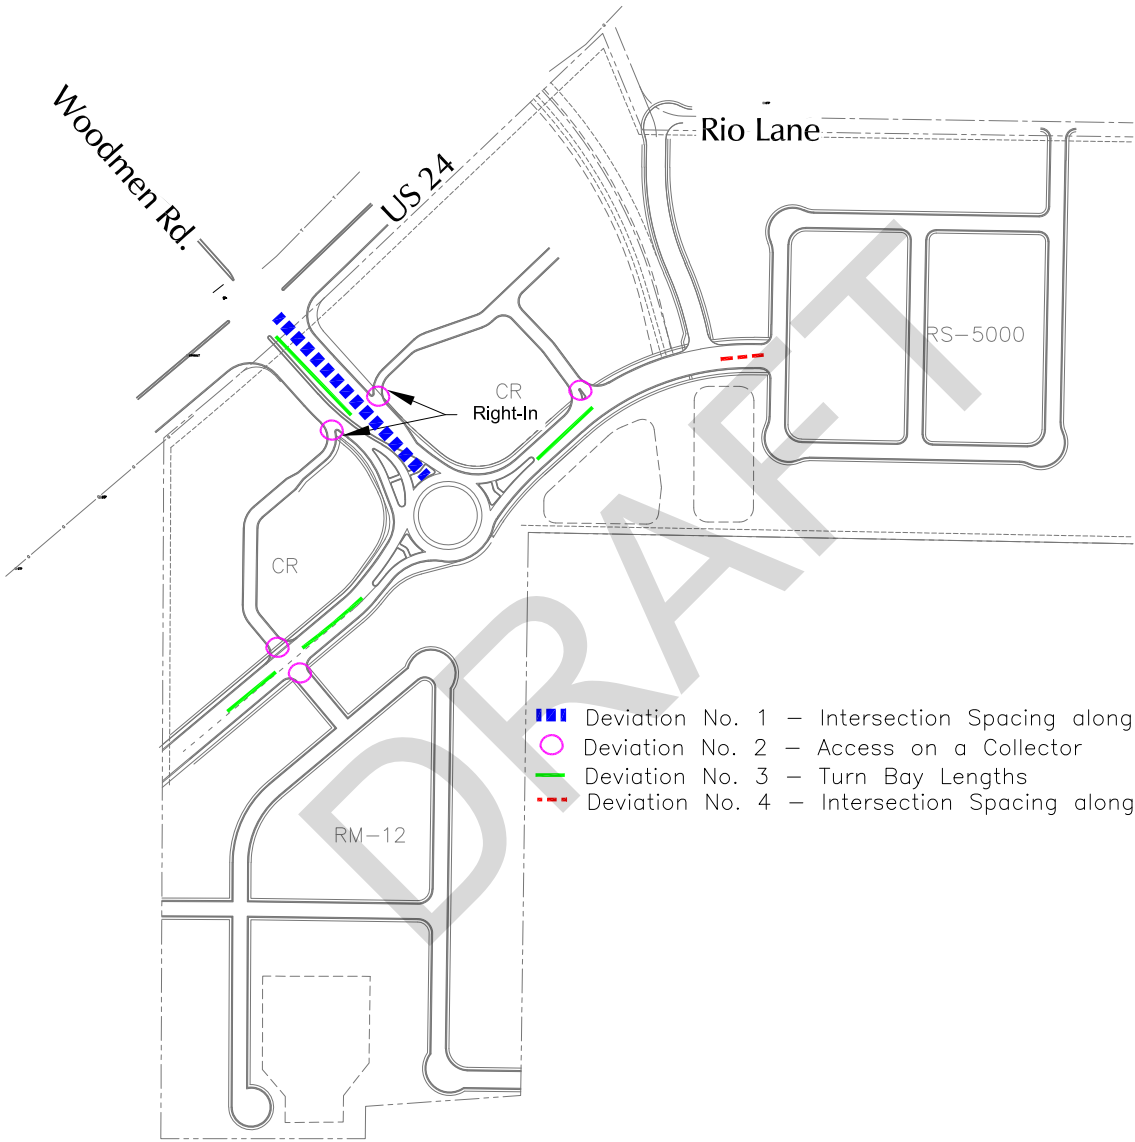 Woodmen Rd.
US 24
Rio Lane
RS-5000
CR
Right-In
CR
Deviation No. 1 - Intersection Spacing along
Deviation No. 2 - Access on a Collector
Deviation No. 3 - Turn Bay Lengths
Deviation No. 4 - Intersection Spacing along
RM-12
DRAFT